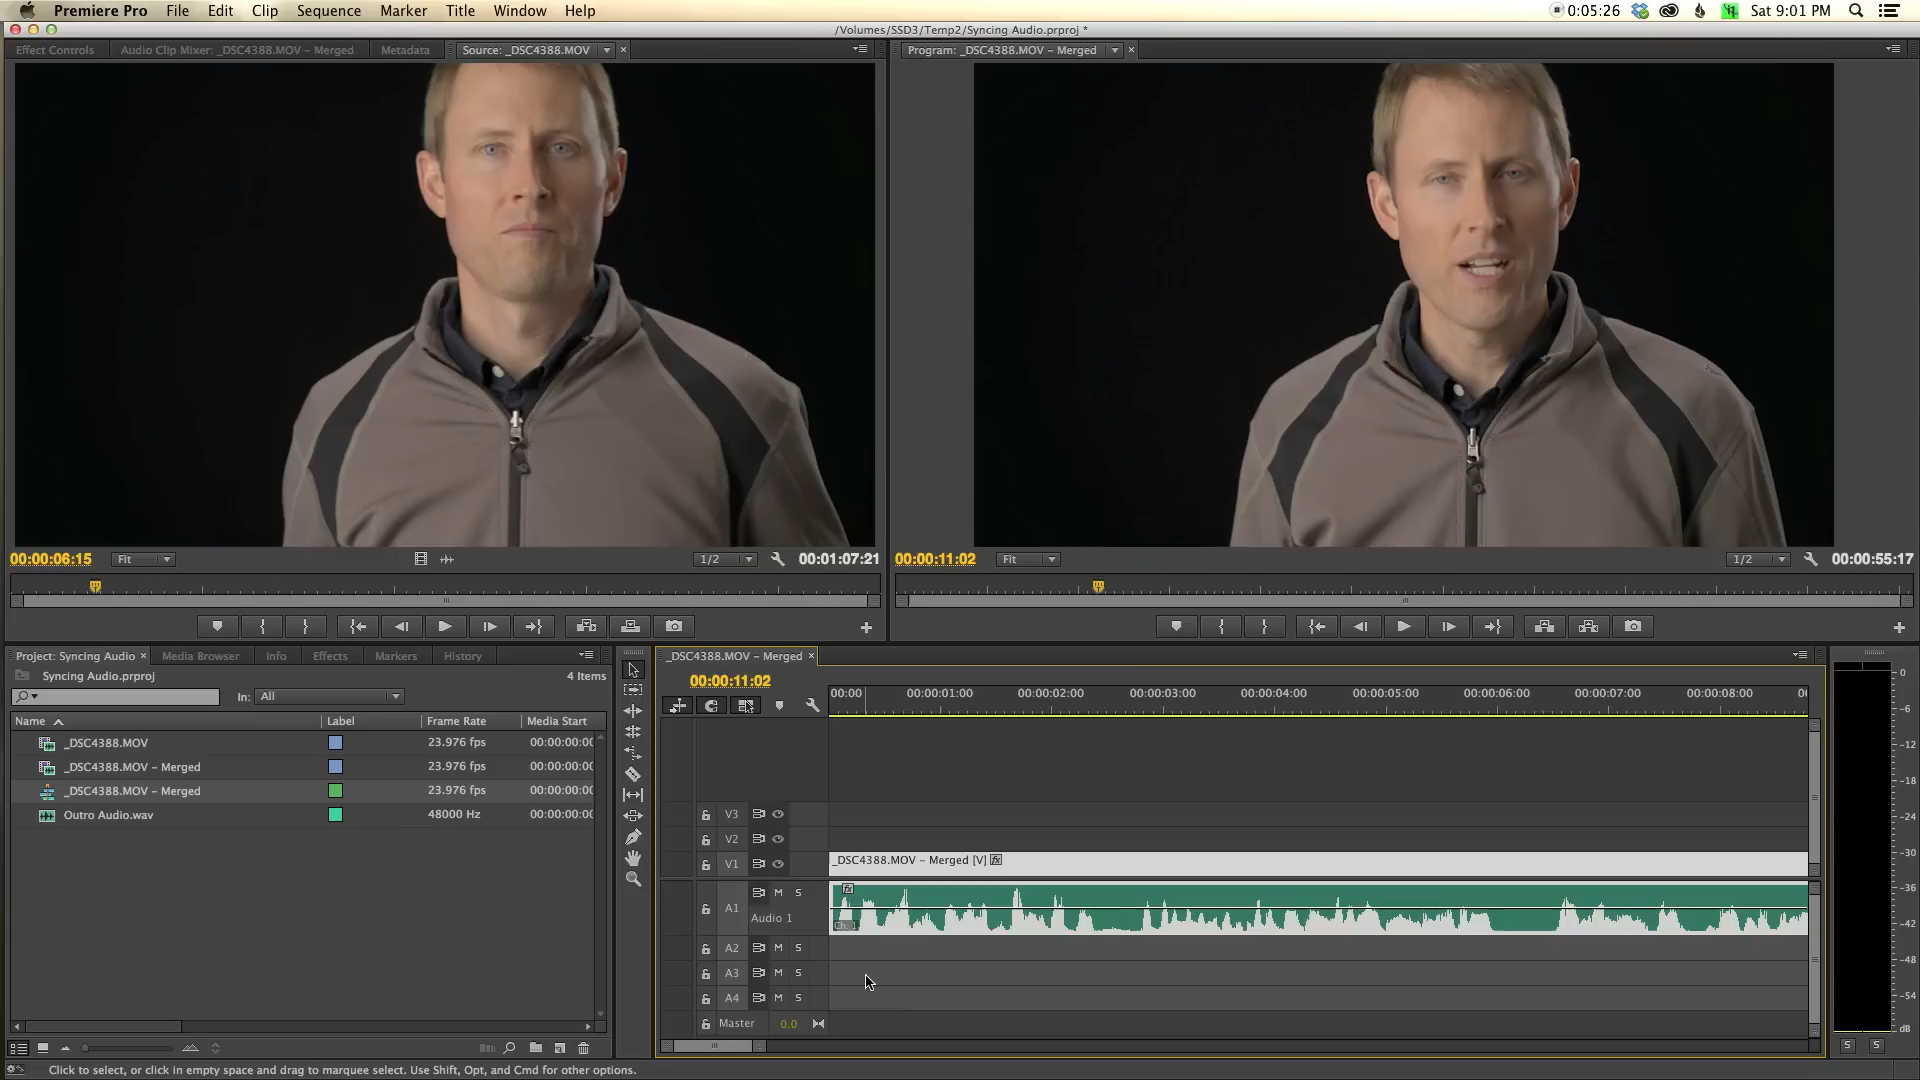 Premiere Pro File Edit Clip Sequence Marker Title Window Help 0:05:26 Sat 9:01 PM
/Volumes/SSD3/Temp2/Syncing Audio.prproj *
Effect Controls Audio Clip Mixer: _DSC4388.MOV – Merged Metadata Source: _DSC4388.MOV Program: _DSC4388.MOV – Merged
00:00:06:15 Fit 1/2 00:01:07:21 00:00:11:02 Fit 1/2 00:00:55:17
Project: Syncing Audio Media Browser Info Effects Markers History
Syncing Audio.prproj 4 Items
In: All
Name Label Frame Rate Media Start
_DSC4388.MOV 23.976 fps 00:00:00:00
_DSC4388.MOV – Merged 23.976 fps 00:00:00:00
_DSC4388.MOV – Merged 23.976 fps 00:00:00:00
Outro Audio.wav 48000 Hz 00:00:00:00
_DSC4388.MOV – Merged
00:00:11:02
00:00 00:00:01:00 00:00:02:00 00:00:03:00 00:00:04:00 00:00:05:00 00:00:06:00 00:00:07:00 00:00:08:00
V3
V2
V1 _DSC4388.MOV – Merged [V] fx
A1 M S fx
Audio 1 Ch. 1
A2 M S
A3 M S
A4 M S
Master 0.0
0
-6
-12
-18
-24
-30
-36
-42
-48
-54
dB
S S
Click to select, or click in empty space and drag to marquee select. Use Shift, Opt, and Cmd for other options.